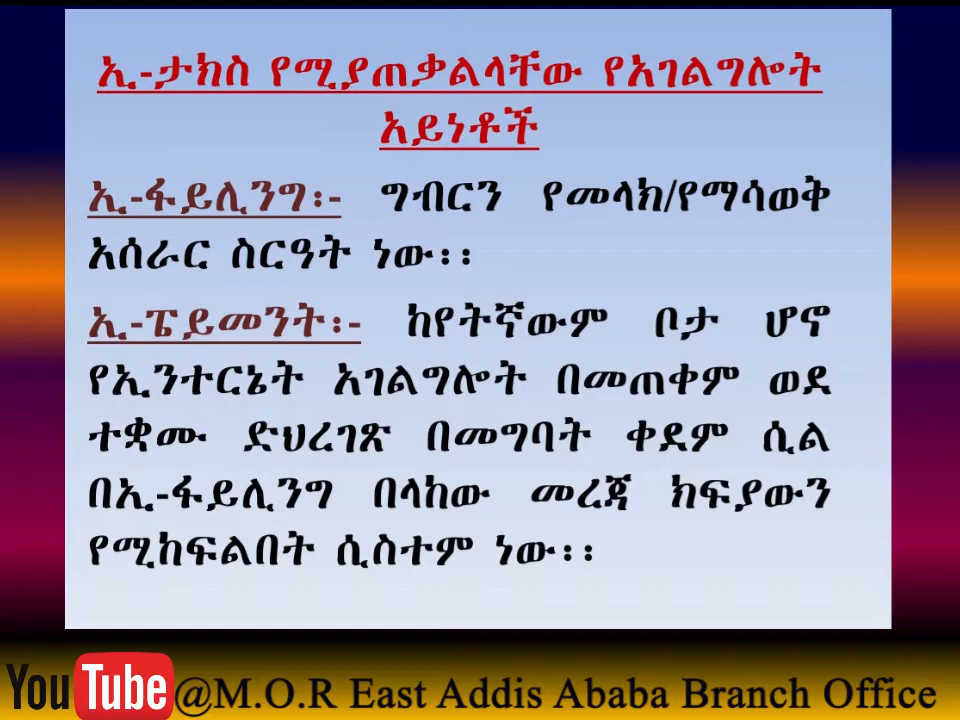 ኢ-ታክስ የሚያጠቃልላቸው የአገልግሎት
አይነቶች
ኢ-ፋይሊንግ፡- ግብርን የመላክ/የማሳወቅ
አሰራር ስርዓት ነው፡፡
ኢ-ፔይመንት፡- ከየትኛውም ቦታ ሆኖ
የኢንተርኔት አገልግሎት በመጠቀም ወደ
ተቋሙ ድህረገጽ በመግባት ቀደም ሲል
በኢ-ፋይሊንግ በላከው መረጃ ክፍያውን
የሚከፍልበት ሲስተም ነው፡፡
YouTube @M.O.R East Addis Ababa Branch Office